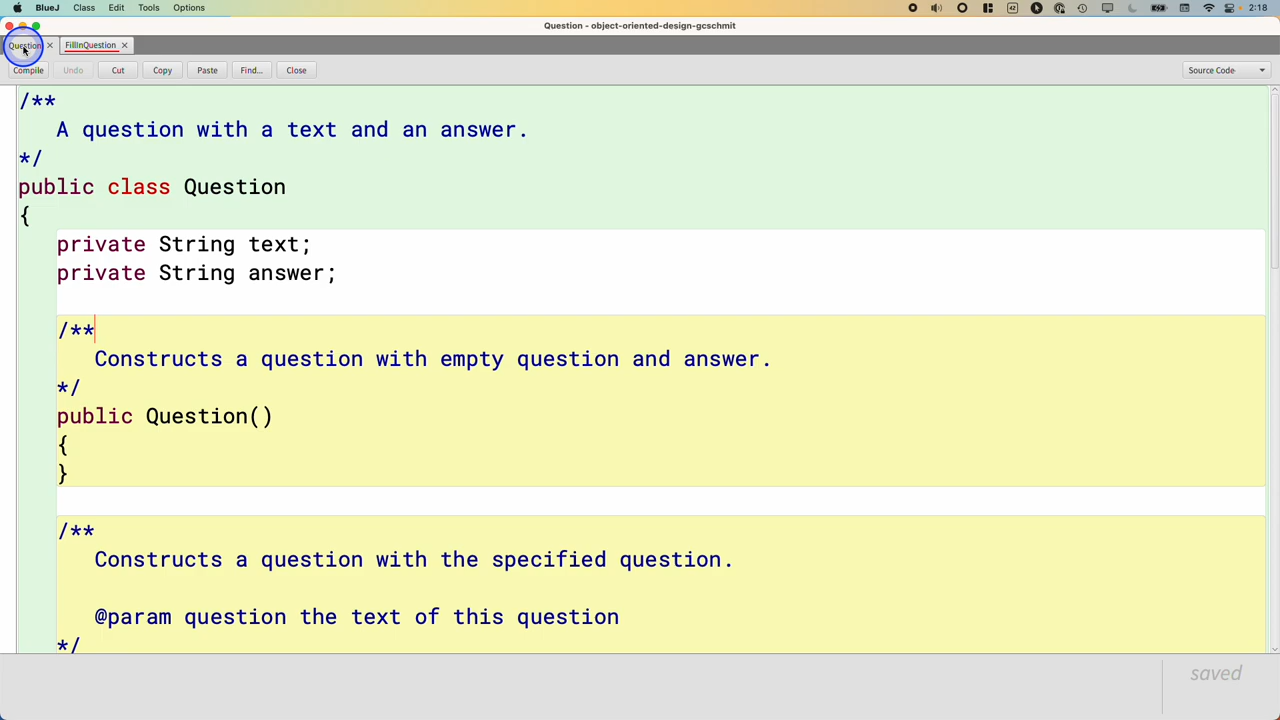 BlueJ Class Edit Tools Options 42 2:18
Question - object-oriented-design-gcschmit
Question × FillInQuestion ×
Compile Undo Cut Copy Paste Find... Close Source Code
/**
A question with a text and an answer.
*/
public class Question
{
private String text;
private String answer;
/**
Constructs a question with empty question and answer.
*/
public Question()
{
}
/**
Constructs a question with the specified question.
@param question the text of this question
*/
saved